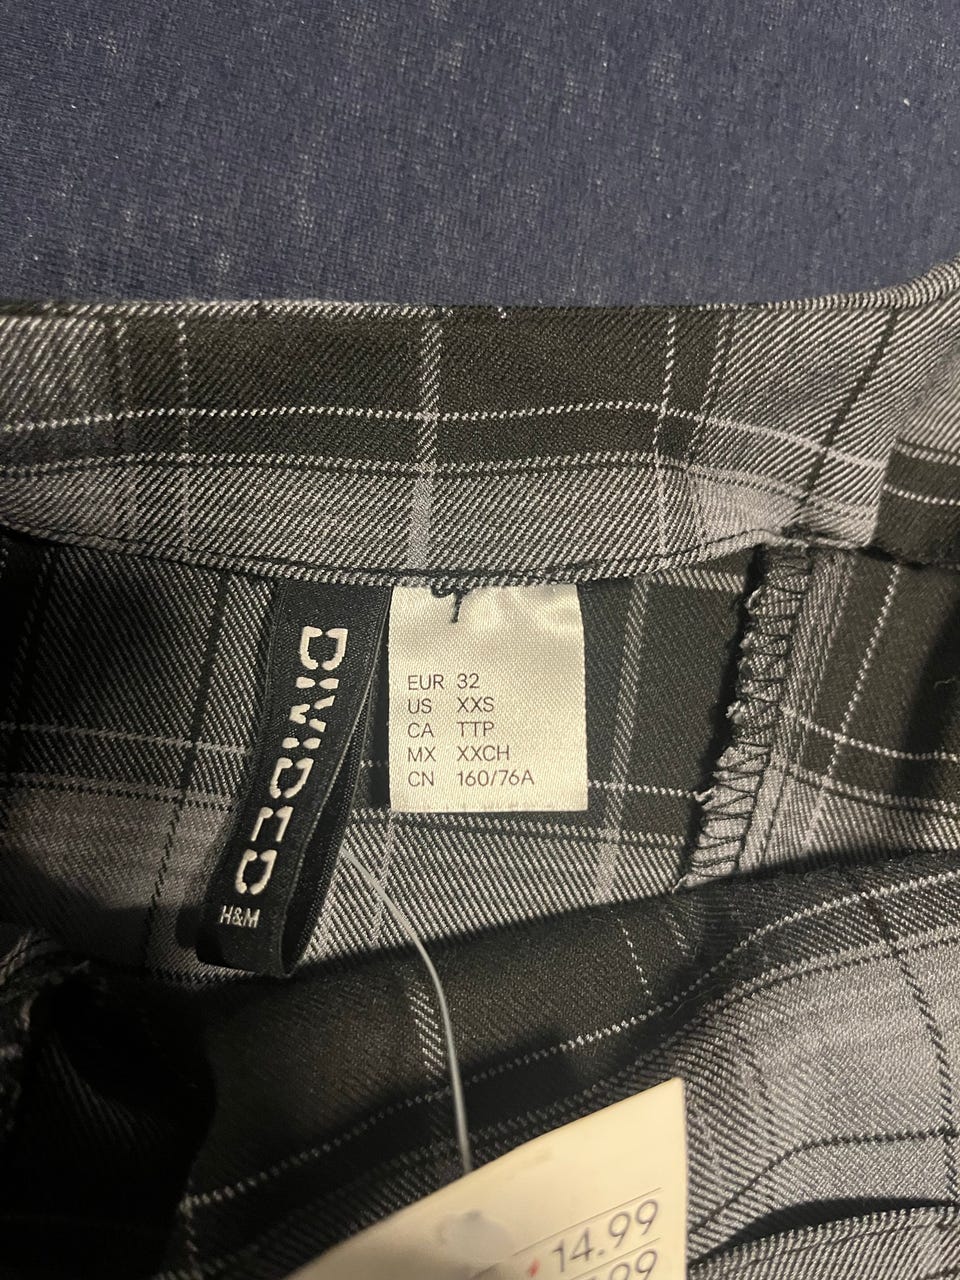 DIVIDED
H&M
EUR 32
US XXS
CA TTP
MX XXCH
CN 160/76A
14.99